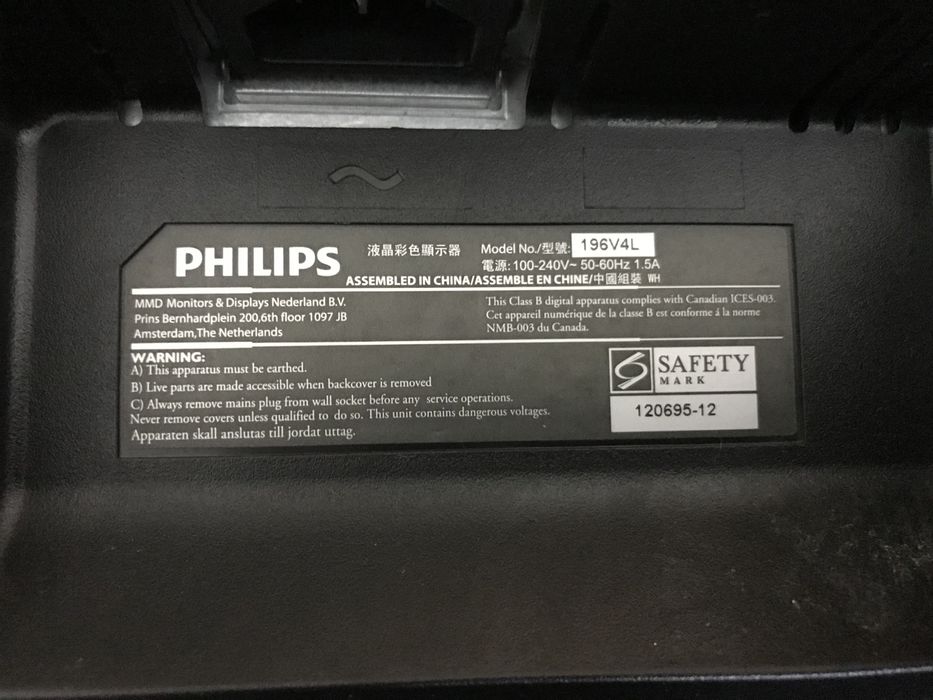 PHILIPS 液晶彩色顯示器 Model No./型號: 196V4L
電源: 100-240V~ 50-60Hz 1.5A
ASSEMBLED IN CHINA/ASSEMBLE EN CHINE/中國組裝 WH
MMD Monitors & Displays Nederland B.V.
Prins Bernhardplein 200,6th floor 1097 JB
Amsterdam,The Netherlands
This Class B digital apparatus complies with Canadian ICES-003.
Cet appareil numérique de la classe B est conforme á la norme
NMB-003 du Canada.
WARNING:
A) This apparatus must be earthed.
B) Live parts are made accessible when backcover is removed
C) Always remove mains plug from wall socket before any service operations.
Never remove covers unless qualified to do so. This unit contains dangerous voltages.
Apparaten skall anslutas till jordat uttag.
SAFETY
MARK
120695-12